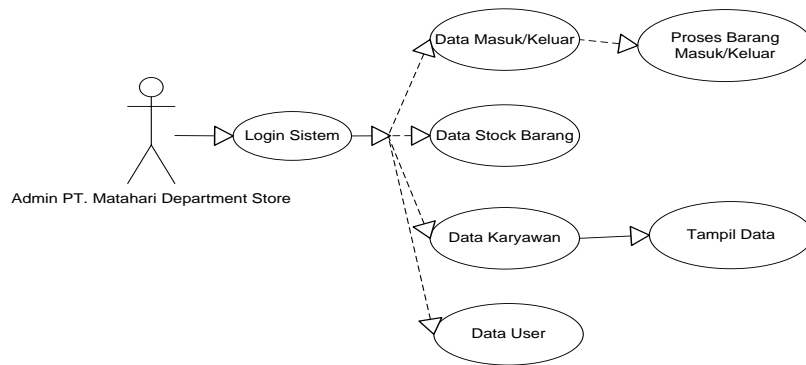 Data Masuk/Keluar
Proses Barang
Masuk/Keluar
Login Sistem
Data Stock Barang
Admin PT. Matahari Department Store
Data Karyawan
Tampil Data
Data User